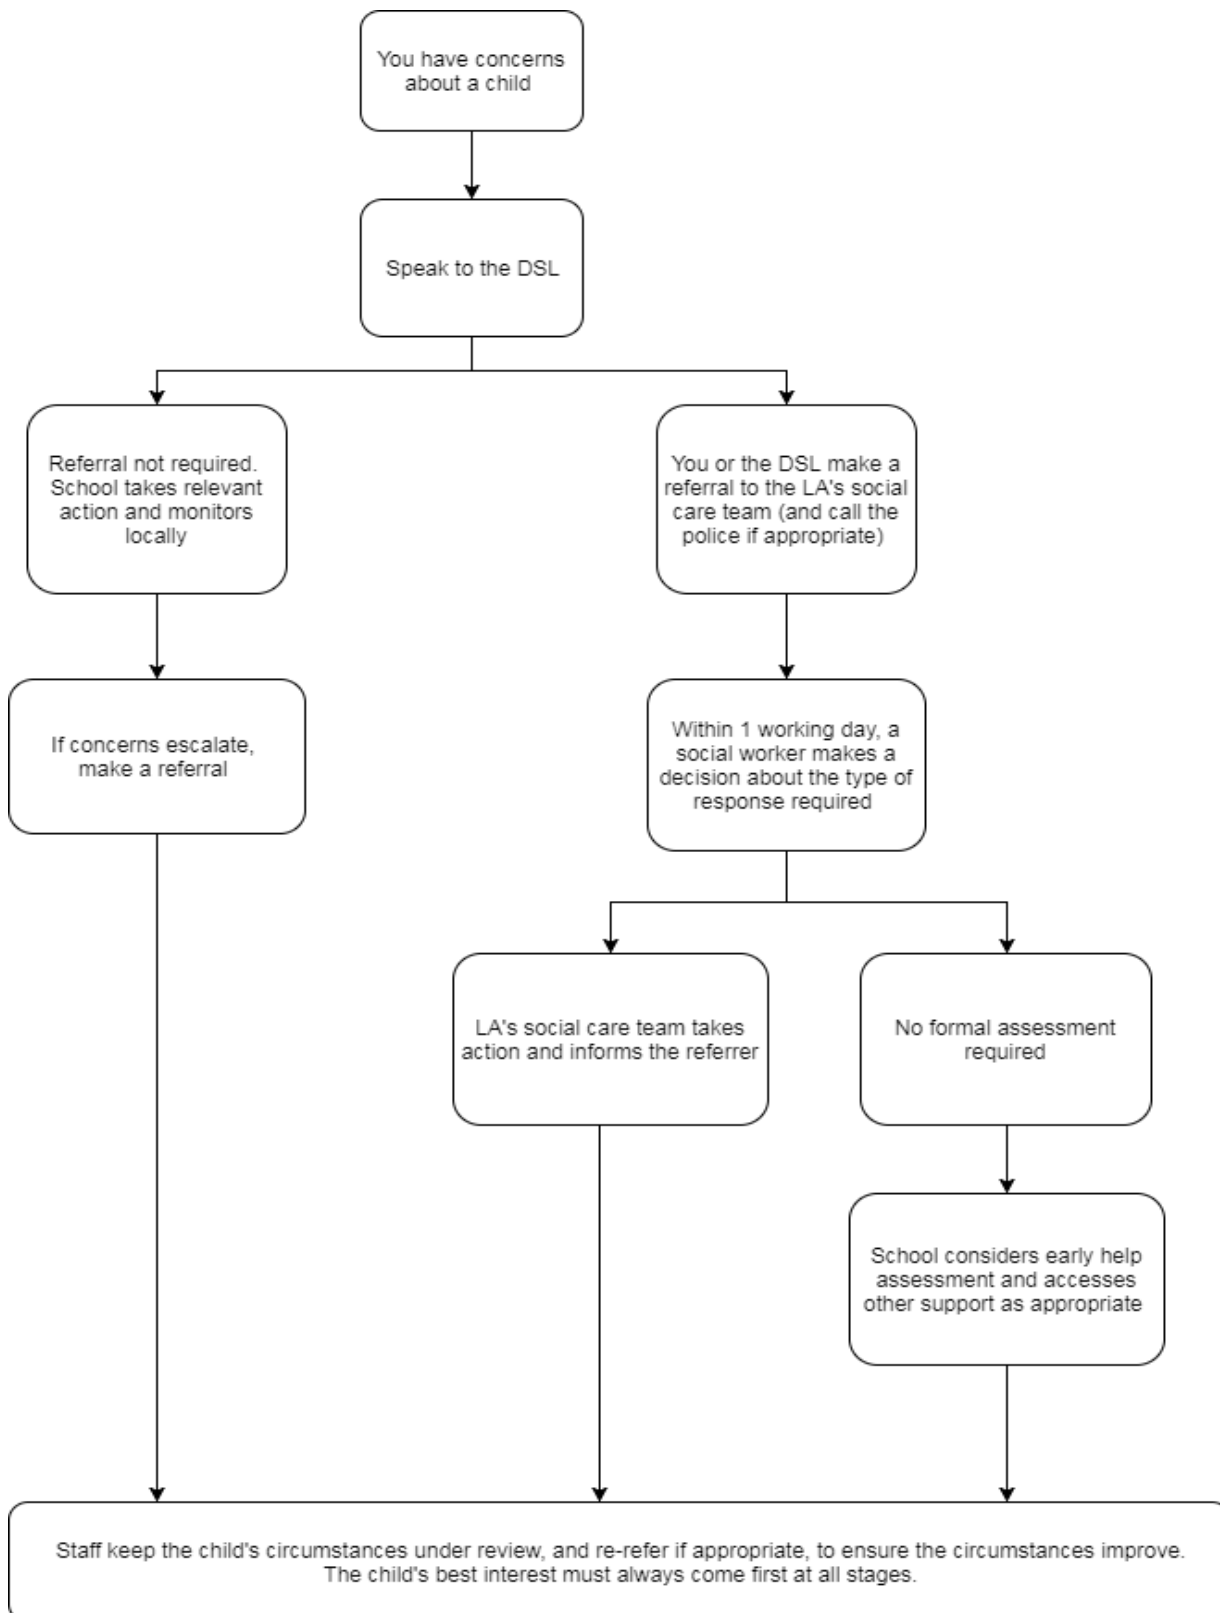 You have concerns
about a child
Speak to the DSL
Referral not required.
School takes relevant
action and monitors
locally
You or the DSL make a
referral to the LA's social
care team (and call the
police if appropriate)
If concerns escalate,
make a referral
Within 1 working day, a
social worker makes a
decision about the type of
response required
LA's social care team takes
action and informs the referrer
No formal assessment
required
School considers early help
assessment and accesses
other support as appropriate
Staff keep the child's circumstances under review, and re-refer if appropriate, to ensure the circumstances improve.
The child's best interest must always come first at all stages.